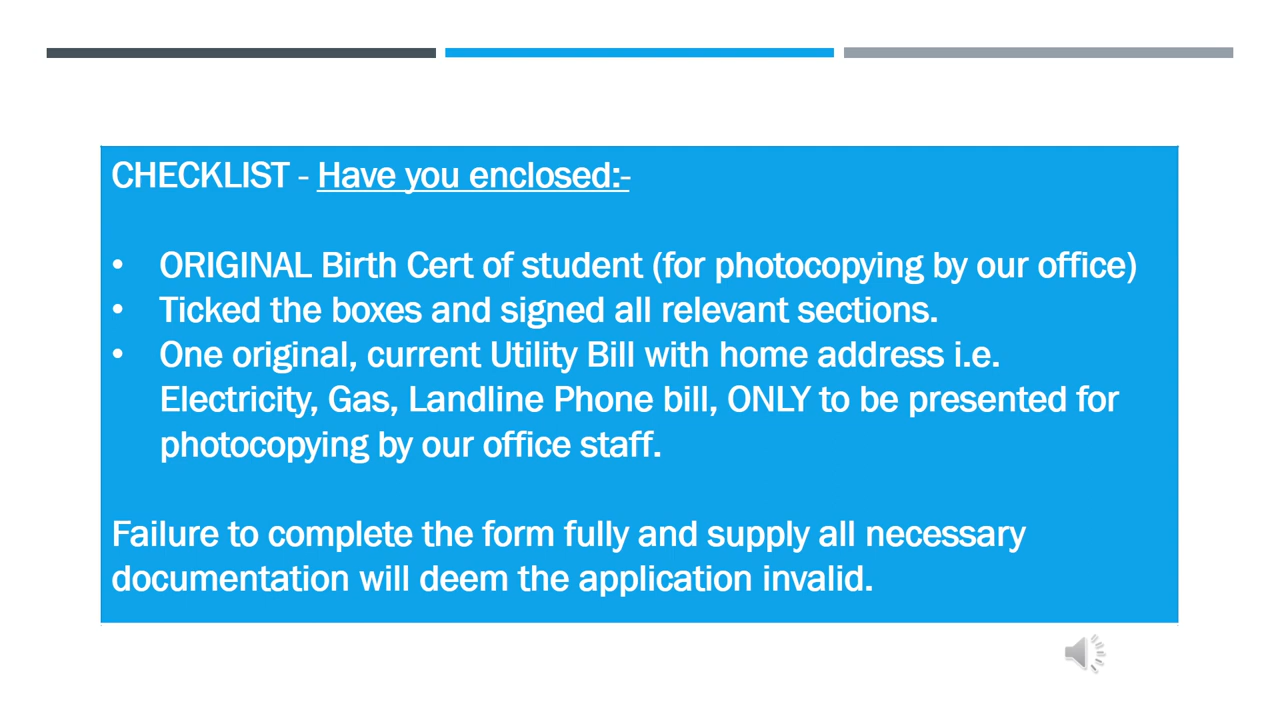 CHECKLIST - Have you enclosed:-
• ORIGINAL Birth Cert of student (for photocopying by our office)
• Ticked the boxes and signed all relevant sections.
• One original, current Utility Bill with home address i.e.
Electricity, Gas, Landline Phone bill, ONLY to be presented for
photocopying by our office staff.
Failure to complete the form fully and supply all necessary
documentation will deem the application invalid.